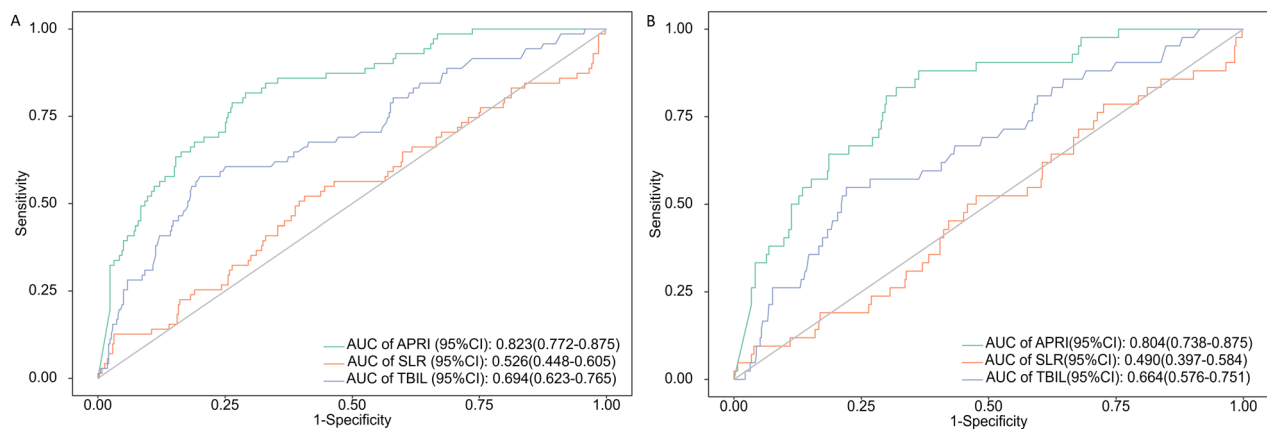 A
1.00
0.75
0.50
0.25
0.00
Sensitivity
AUC of APRI (95%CI): 0.823(0.772-0.875)
AUC of SLR (95%CI): 0.526(0.448-0.605)
AUC of TBIL (95%CI): 0.694(0.623-0.765)
0.00 0.25 0.50 0.75 1.00
1-Specificity
B
1.00
0.75
0.50
0.25
0.00
Sensitivity
AUC of APRI(95%CI): 0.804(0.738-0.875)
AUC of SLR(95%CI): 0.490(0.397-0.584)
AUC of TBIL(95%CI): 0.664(0.576-0.751)
0.00 0.25 0.50 0.75 1.00
1-Specificity